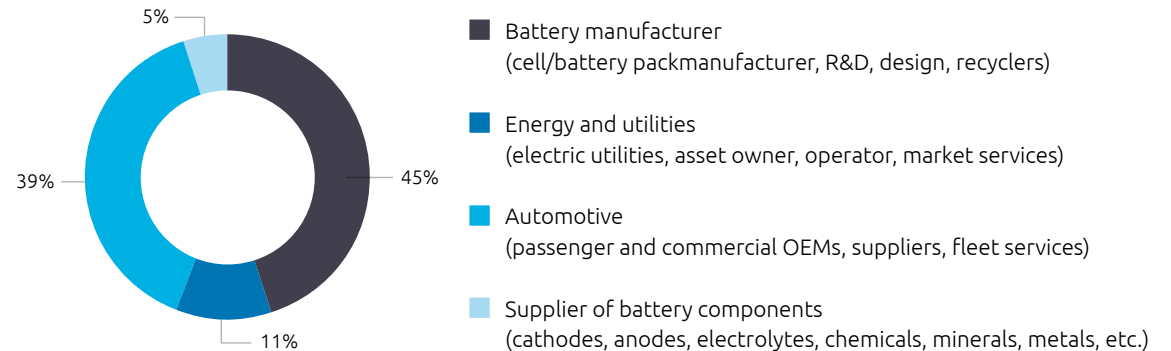 5%
39%
45%
11%
Battery manufacturer
(cell/battery packmanufacturer, R&D, design, recyclers)
Energy and utilities
(electric utilities, asset owner, operator, market services)
Automotive
(passenger and commercial OEMs, suppliers, fleet services)
Supplier of battery components
(cathodes, anodes, electrolytes, chemicals, minerals, metals, etc.)